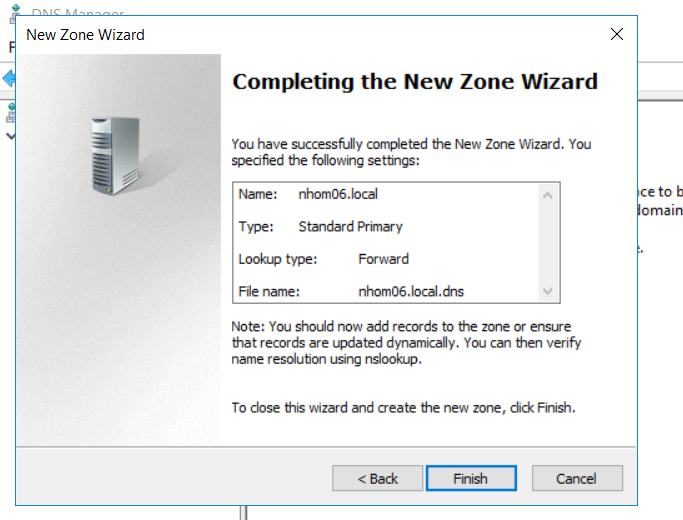 DNS Manager
New Zone Wizard
F
Completing the New Zone Wizard
You have successfully completed the New Zone Wizard. You
specified the following settings:
Name: nhom06.local
Type: Standard Primary
Lookup type: Forward
File name: nhom06.local.dns
ace to b
domain
e.
Note: You should now add records to the zone or ensure
that records are updated dynamically. You can then verify
name resolution using nslookup.
To close this wizard and create the new zone, click Finish.
< Back Finish Cancel